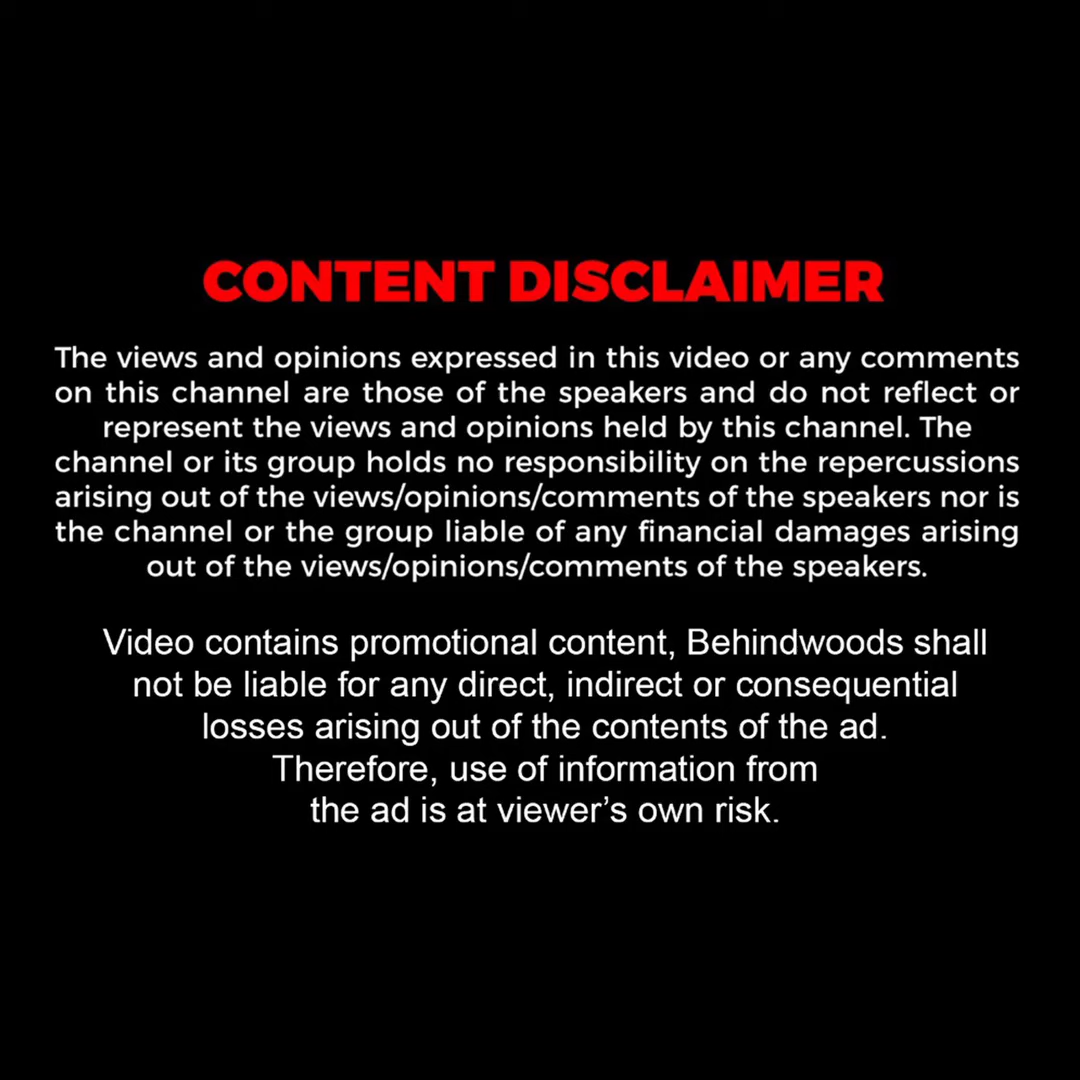 CONTENT DISCLAIMER
The views and opinions expressed in this video or any comments
on this channel are those of the speakers and do not reflect or
represent the views and opinions held by this channel. The
channel or its group holds no responsibility on the repercussions
arising out of the views/opinions/comments of the speakers nor is
the channel or the group liable of any financial damages arising
out of the views/opinions/comments of the speakers.
Video contains promotional content, Behindwoods shall
not be liable for any direct, indirect or consequential
losses arising out of the contents of the ad.
Therefore, use of information from
the ad is at viewer’s own risk.